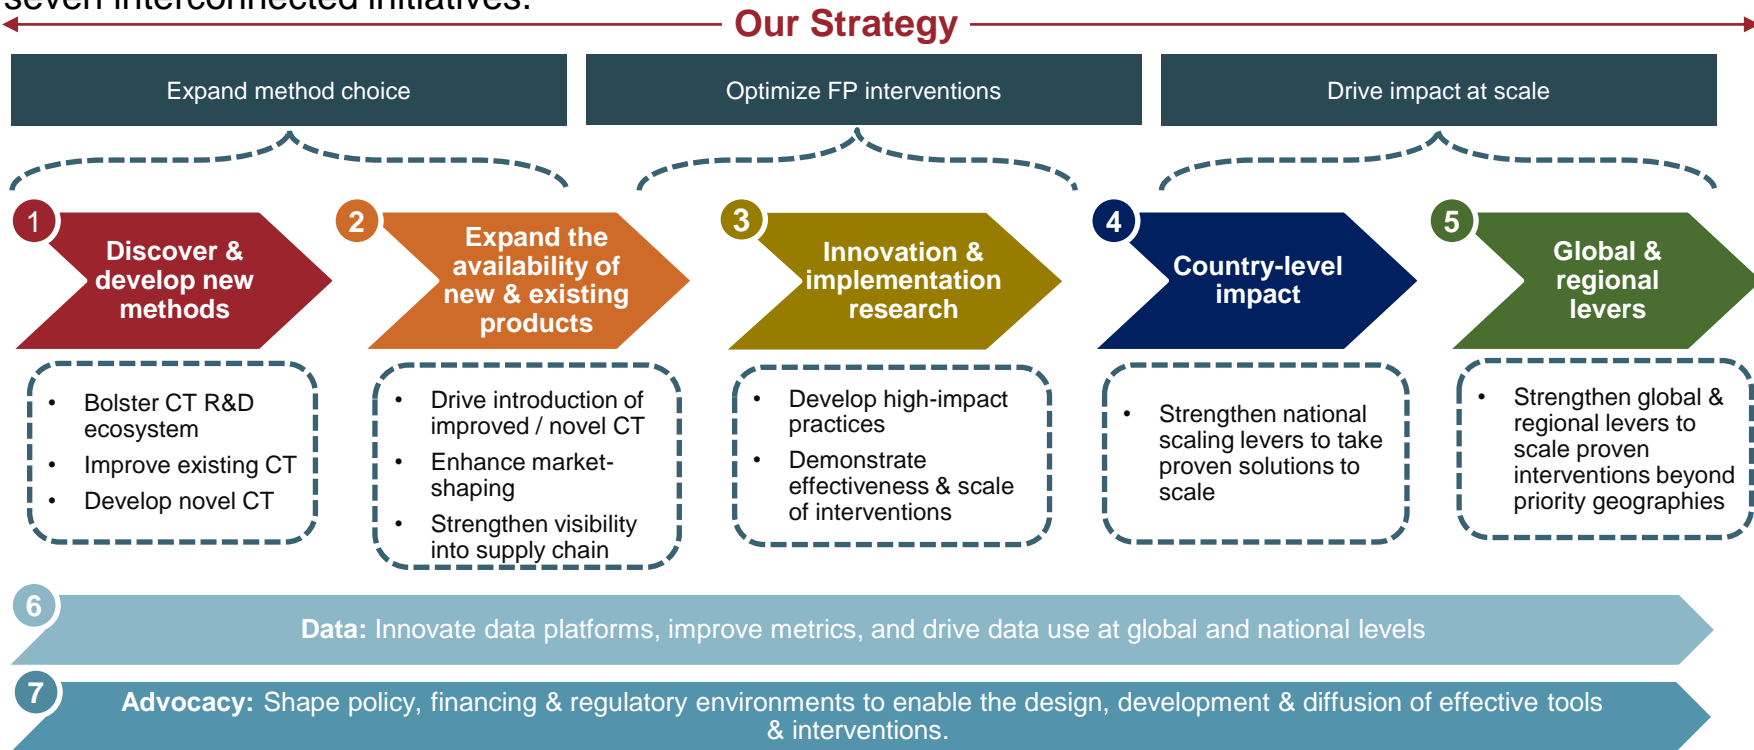 seven interconnected initiatives.
Our Strategy
Expand method choice
Optimize FP interventions
Drive impact at scale
1
Discover &
develop new
methods
2
Expand the
availability of
new & existing
products
3
Innovation &
implementation
research
4
Country-level
impact
5
Global &
regional
levers
• Bolster CT R&D
ecosystem
• Improve existing CT
• Develop novel CT
• Drive introduction of
improved / novel CT
• Enhance market-
shaping
• Strengthen visibility
into supply chain
• Develop high-impact
practices
• Demonstrate
effectiveness & scale
of interventions
• Strengthen national
scaling levers to take
proven solutions to
scale
• Strengthen global &
regional levers to
scale proven
interventions beyond
priority geographies
6
Data: Innovate data platforms, improve metrics, and drive data use at global and national levels
7
Advocacy: Shape policy, financing & regulatory environments to enable the design, development & diffusion of effective tools
& interventions.